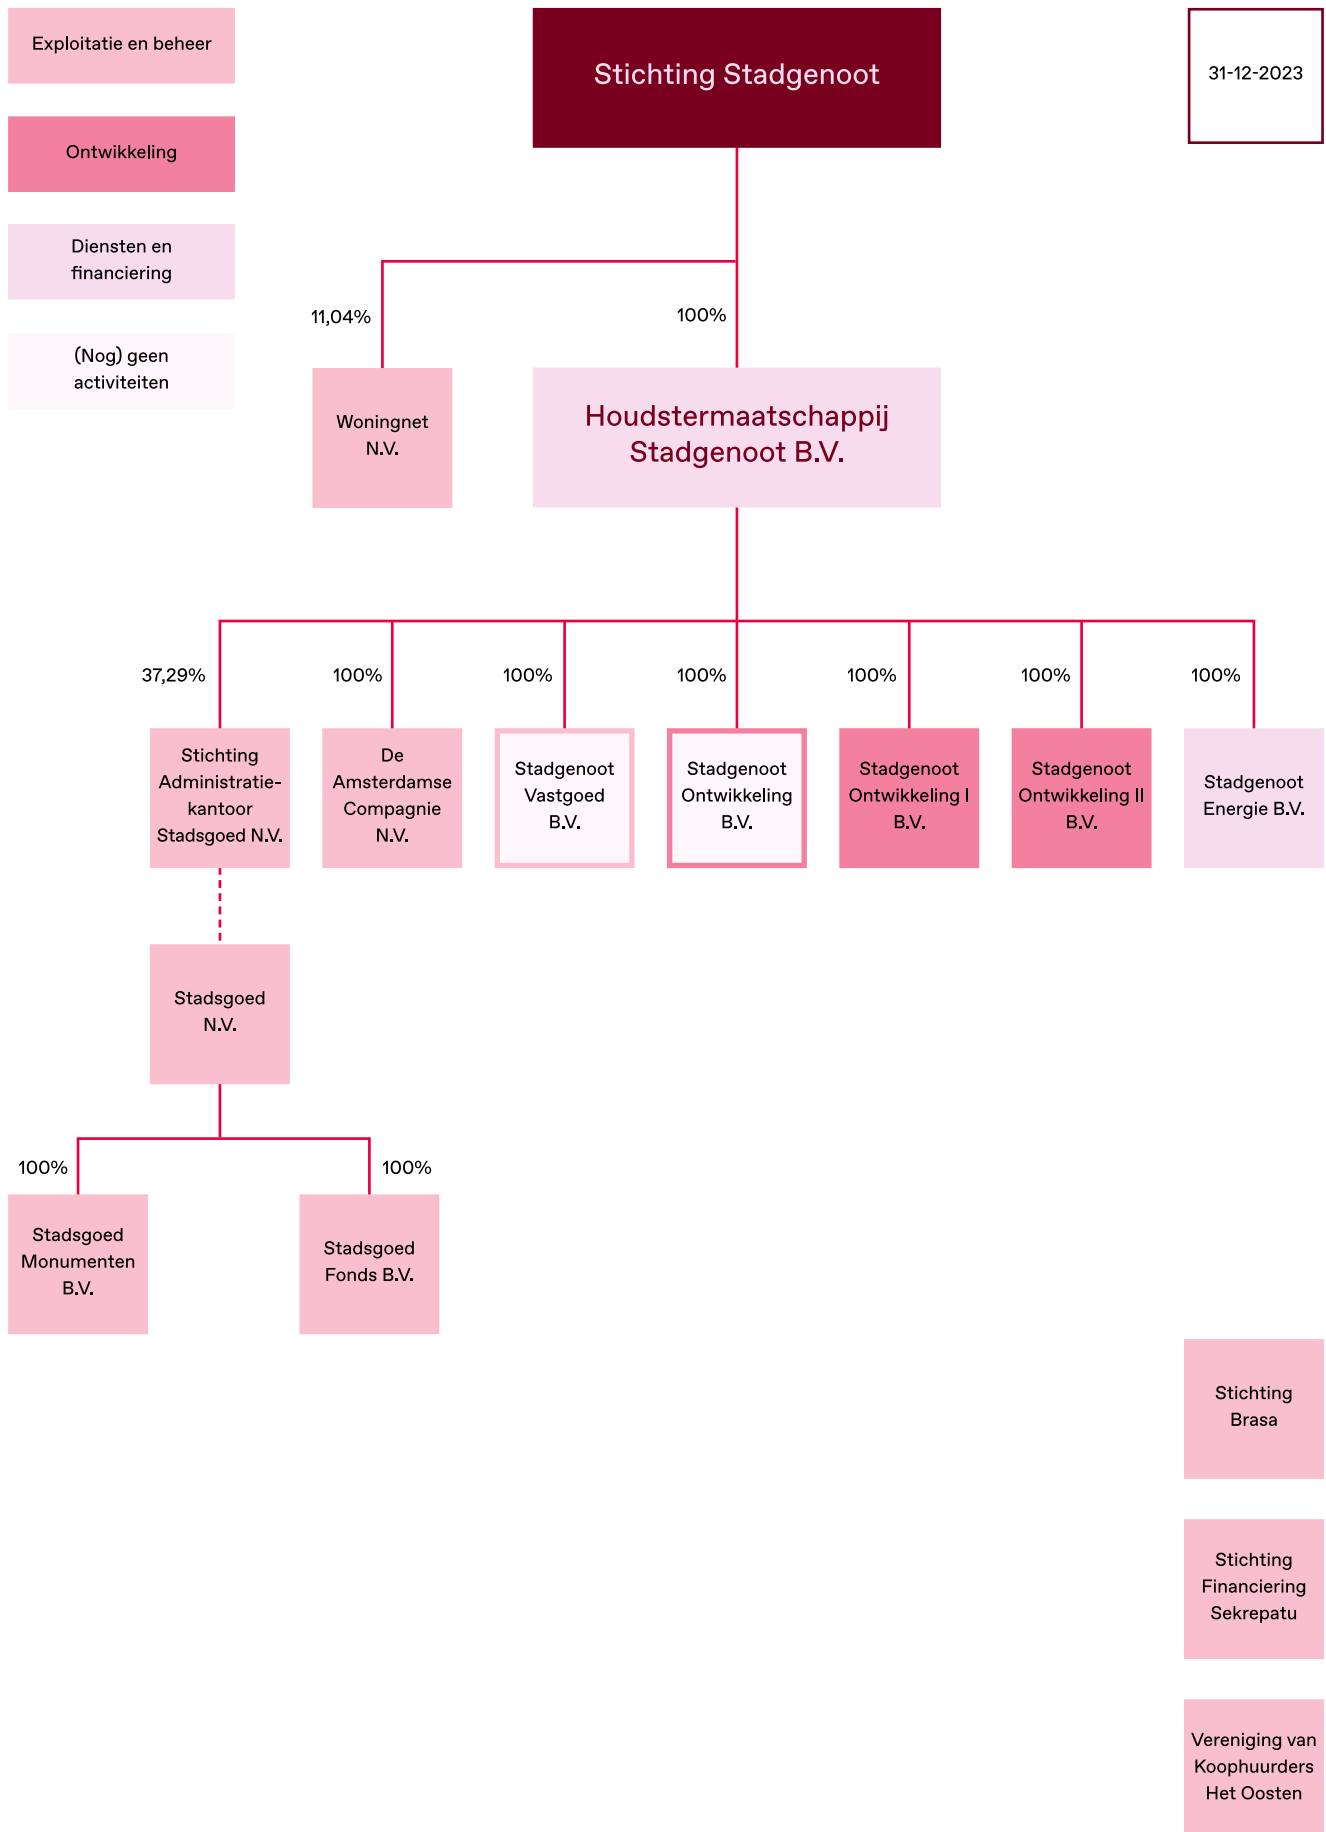 Exploitatie en beheer
Ontwikkeling
Diensten en
financiering
(Nog) geen
activiteiten
Stichting Stadgenoot
31-12-2023
11,04%
100%
Woningnet
N.V.
Houdstermaatschappij
Stadgenoot B.V.
37,29%
100%
100%
100%
100%
100%
100%
Stichting
Administratie-
kantoor
Stadsgoed N.V.
De
Amsterdamse
Compagnie
N.V.
Stadgenoot
Vastgoed
B.V.
Stadgenoot
Ontwikkeling
B.V.
Stadgenoot
Ontwikkeling I
B.V.
Stadgenoot
Ontwikkeling II
B.V.
Stadgenoot
Energie B.V.
Stadsgoed
N.V.
100%
100%
Stadsgoed
Monumenten
B.V.
Stadsgoed
Fonds B.V.
Stichting
Brasa
Stichting
Financiering
Sekrepatu
Vereniging van
Koophuurders
Het Oosten